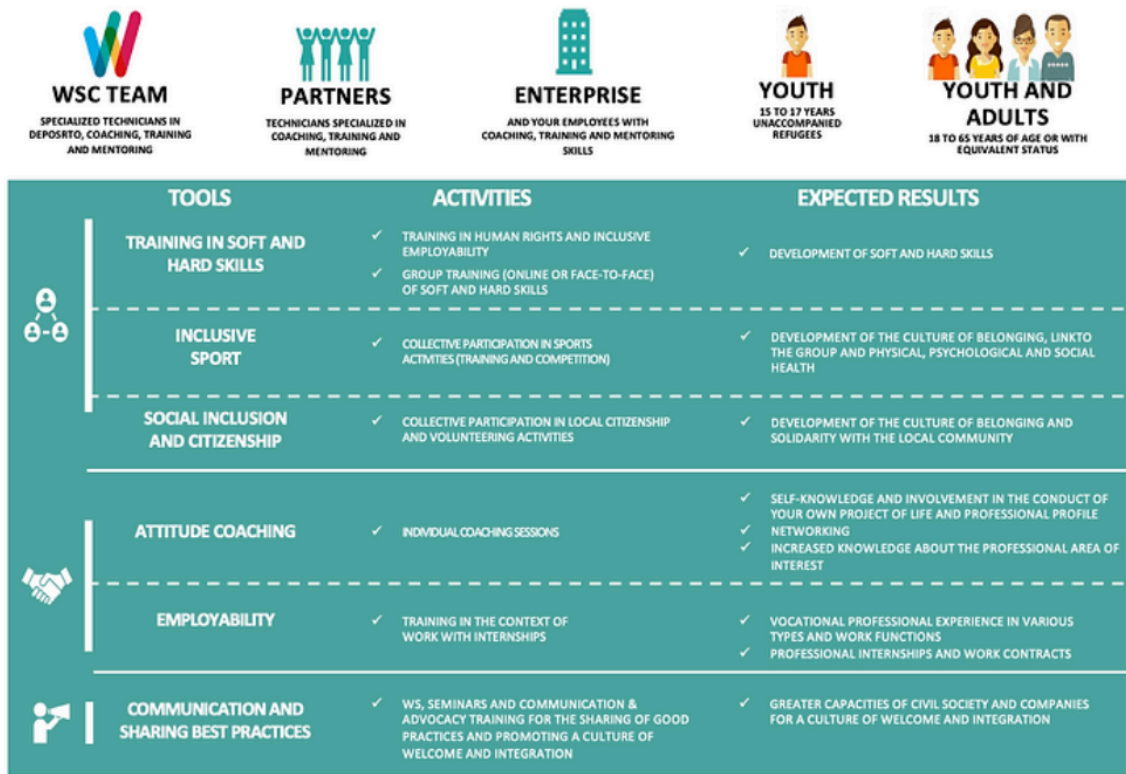 WSC TEAM
SPECIALIZED TECHNICIANS IN
DEPOSRTO, COACHING, TRAINING
AND MENTORING
PARTNERS
TECHNICIANS SPECIALIZED IN
COACHING, TRAINING AND
MENTORING
ENTERPRISE
AND YOUR EMPLOYEES WITH
COACHING, TRAINING AND MENTORING
SKILLS
YOUTH
15 TO 17 YEARS
UNACCOMPANIED
REFUGEES
YOUTH AND
ADULTS
18 TO 65 YEARS OF AGE OR WITH
EQUIVALENT STATUS
TOOLS
ACTIVITIES
EXPECTED RESULTS
TRAINING IN SOFT AND
HARD SKILLS
✓ TRAINING IN HUMAN RIGHTS AND INCLUSIVE
EMPLOYABILITY
✓ GROUP TRAINING (ONLINE OR FACE-TO-FACE)
OF SOFT AND HARD SKILLS
✓ DEVELOPMENT OF SOFT AND HARD SKILLS
INCLUSIVE
SPORT
✓ COLLECTIVE PARTICIPATION IN SPORTS
ACTIVITIES (TRAINING AND COMPETITION)
✓ DEVELOPMENT OF THE CULTURE OF BELONGING, LINKTO
THE GROUP AND PHYSICAL, PSYCHOLOGICAL AND SOCIAL
HEALTH
SOCIAL INCLUSION
AND CITIZENSHIP
✓ COLLECTIVE PARTICIPATION IN LOCAL CITIZENSHIP
AND VOLUNTEERING ACTIVITIES
✓ DEVELOPMENT OF THE CULTURE OF BELONGING AND
SOLIDARITY WITH THE LOCAL COMMUNITY
ATTITUDE COACHING
✓ INDIVIDUAL COACHING SESSIONS
✓ SELF-KNOWLEDGE AND INVOLVEMENT IN THE CONDUCT OF
YOUR OWN PROJECT OF LIFE AND PROFESSIONAL PROFILE
✓ NETWORKING
✓ INCREASED KNOWLEDGE ABOUT THE PROFESSIONAL AREA OF
INTEREST
EMPLOYABILITY
✓ TRAINING IN THE CONTEXT OF
WORK WITH INTERNSHIPS
✓ VOCATIONAL PROFESSIONAL EXPERIENCE IN VARIOUS
TYPES AND WORK FUNCTIONS
✓ PROFESSIONAL INTERNSHIPS AND WORK CONTRACTS
COMMUNICATION AND
SHARING BEST PRACTICES
✓ WS, SEMINARS AND COMMUNICATION &
ADVOCACY TRAINING FOR THE SHARING OF GOOD
PRACTICES AND PROMOTING A CULTURE OF
WELCOME AND INTEGRATION
✓ GREATER CAPACITIES OF CIVIL SOCIETY AND COMPANIES
FOR A CULTURE OF WELCOME AND INTEGRATION